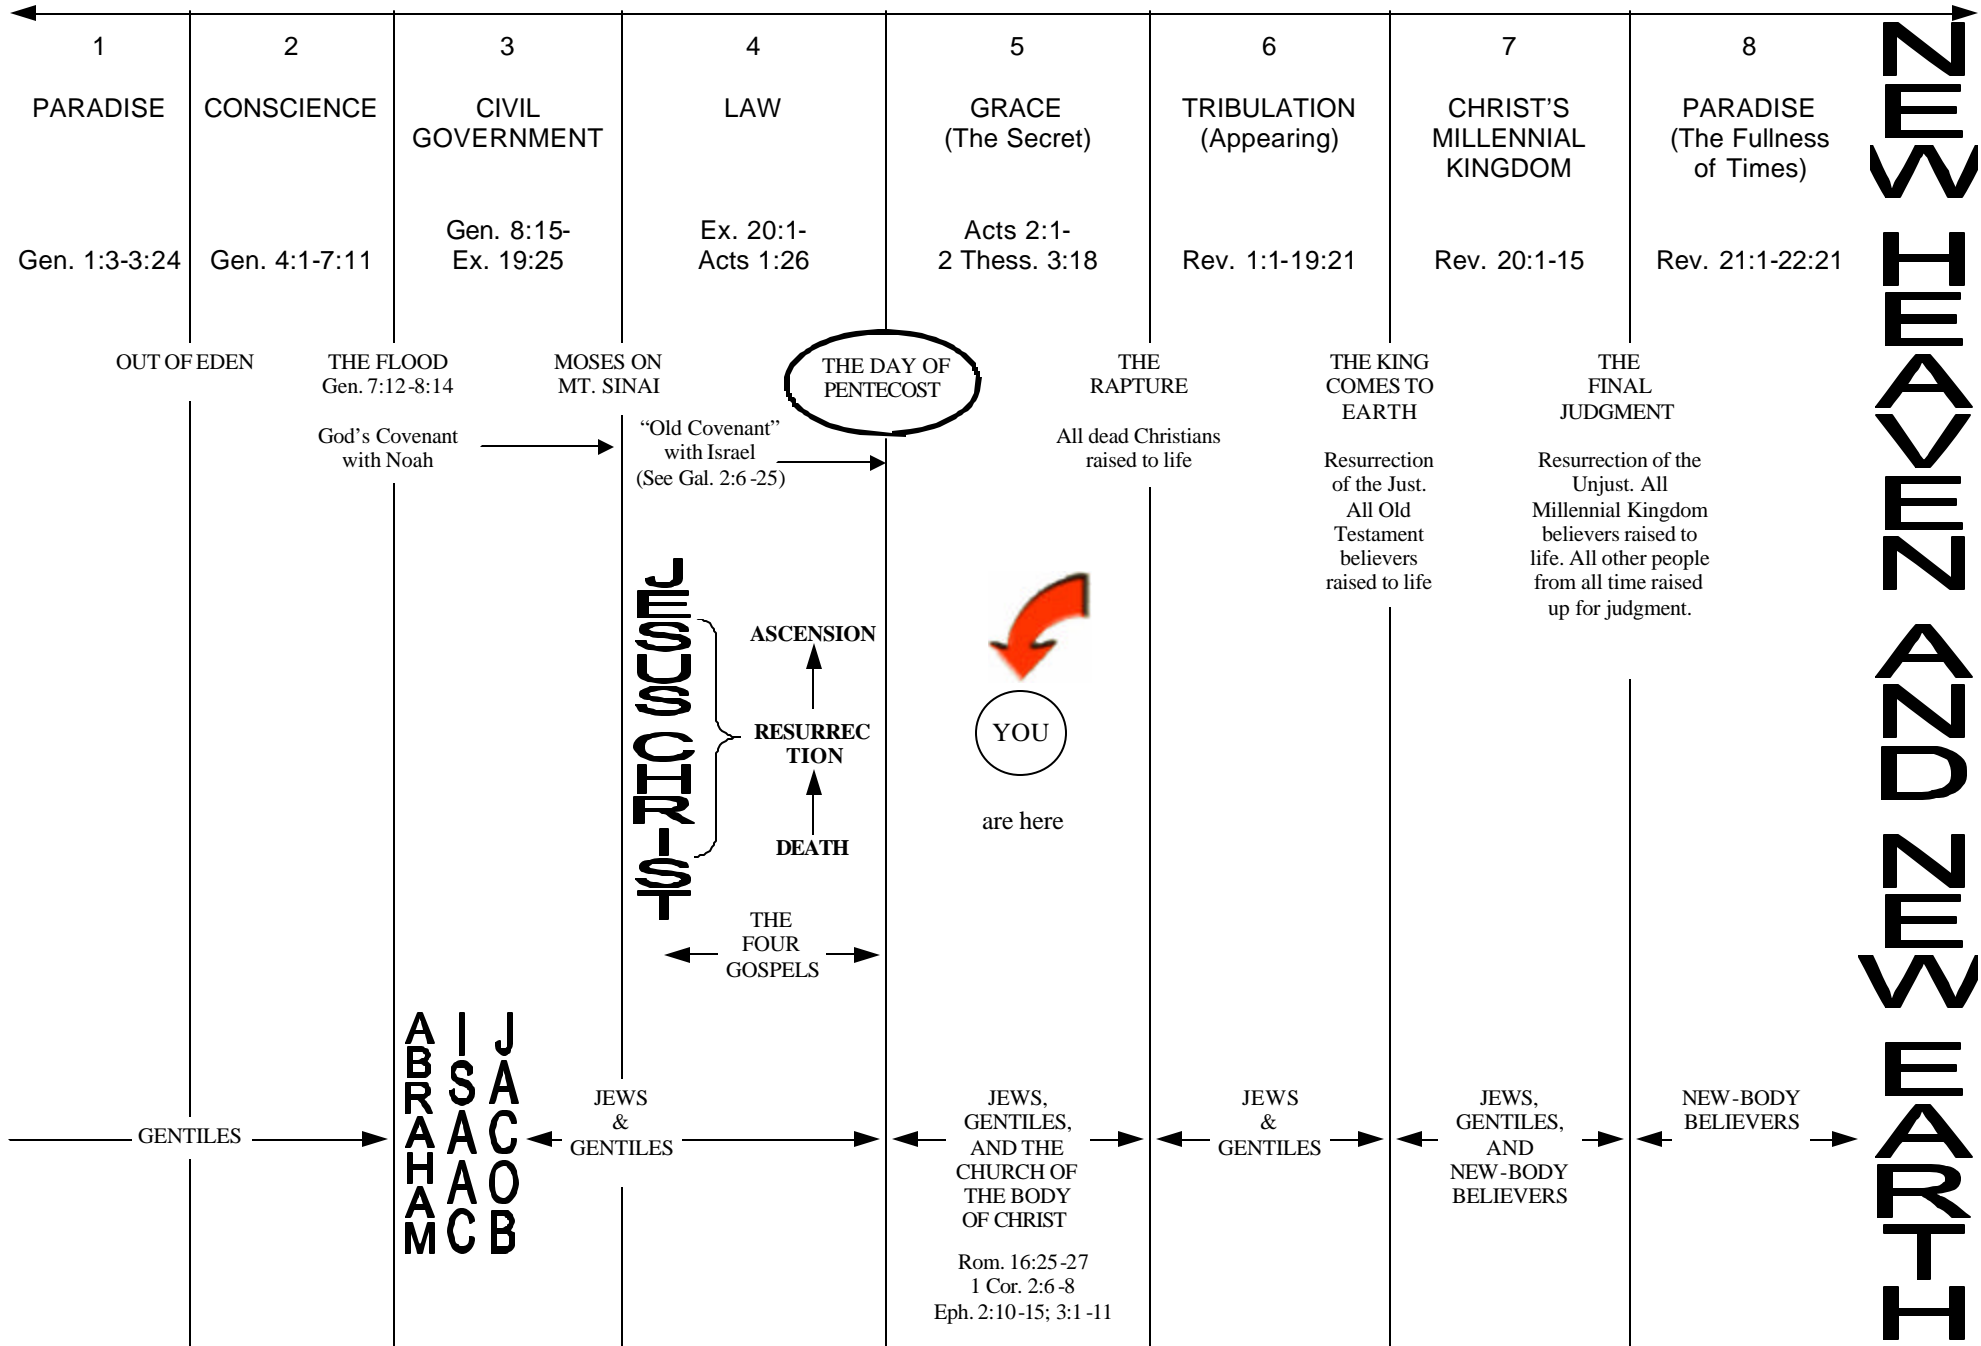 1
PARADISE
Gen. 1:3-3:24
2
CONSCIENCE
Gen. 4:1-7:11
3
CIVIL
GOVERNMENT
Gen. 8:15-
Ex. 19:25
4
LAW
Ex. 20:1-
Acts 1:26
5
GRACE
(The Secret)
Acts 2:1-
2 Thess. 3:18
6
TRIBULATION
(Appearing)
Rev. 1:1-19:21
7
CHRIST'S
MILLENNIAL
KINGDOM
Rev. 20:1-15
8
PARADISE
(The Fullness
of Times)
Rev. 21:1-22:21
OUT OF EDEN
THE FLOOD
Gen. 7:12-8:14
God's Covenant
with Noah
MOSES ON
MT. SINAI
“Old Covenant”
with Israel
(See Gal. 2:6-25)
THE DAY OF
PENTECOST
THE
RAPTURE
All dead Christians
raised to life
THE KING
COMES TO
EARTH
Resurrection
of the Just.
All Old
Testament
believers
raised to life
THE
FINAL
JUDGMENT
Resurrection of the
Unjust. All
Millennial Kingdom
believers raised to
life. All other people
from all time raised
up for judgment.
JESUS CHRIST
ASCENSION
RESURREC
TION
DEATH
YOU
are here
THE
FOUR
GOSPELS
GENTILES
ABRAHAM
ISAAC
JACOB
JEWS
&
GENTILES
JEWS,
GENTILES,
AND THE
CHURCH OF
THE BODY
OF CHRIST
Rom. 16:25-27
1 Cor. 2:6-8
Eph. 2:10-15; 3:1-11
JEWS
&
GENTILES
JEWS,
GENTILES,
AND
NEW-BODY
BELIEVERS
NEW-BODY
BELIEVERS
NEW HEAVEN AND NEW EARTH